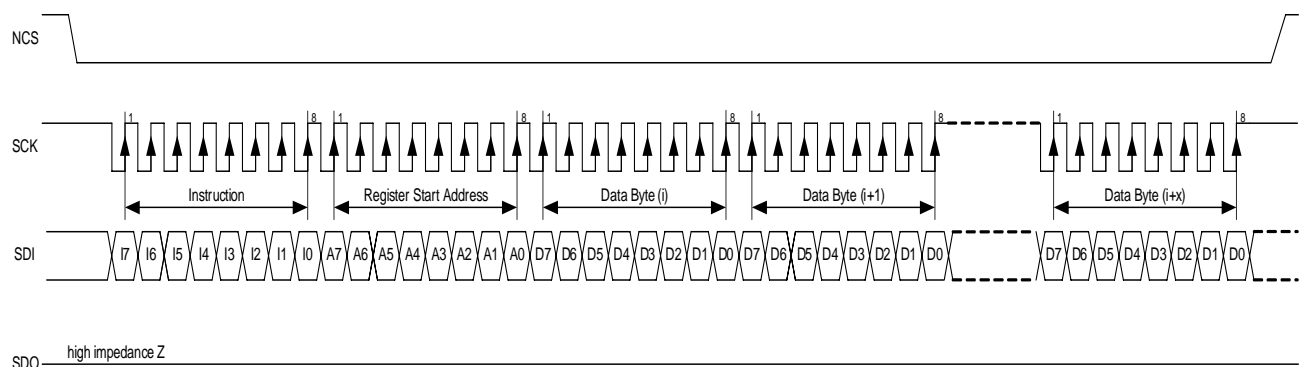 NCS
1 8 1 8 1 8 1 8 1 8
SCK
Instruction Register Start Address Data Byte (i) Data Byte (i+1) Data Byte (i+x)
SDI I7 I6 I5 I4 I3 I2 I1 I0 A7 A6 A5 A4 A3 A2 A1 A0 D7 D6 D5 D4 D3 D2 D1 D0 D7 D6 D5 D4 D3 D2 D1 D0 D7 D6 D5 D4 D3 D2 D1 D0
high impedance Z
SDO